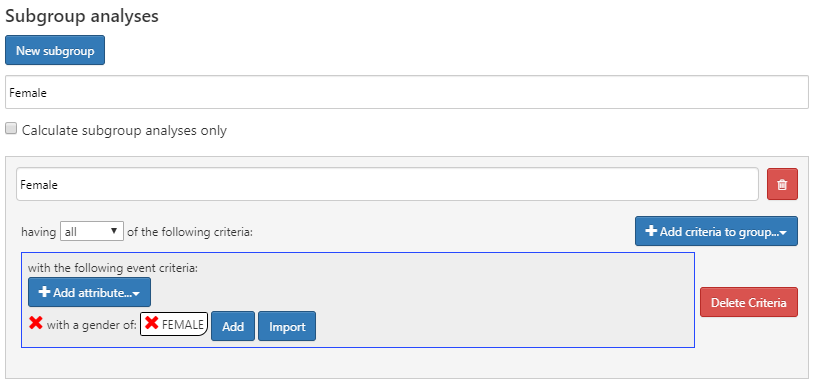 Subgroup analyses
New subgroup
Female
Calculate subgroup analyses only
Female
having all of the following criteria: Add criteria to group...
with the following event criteria:
Add attribute...
Delete Criteria
with a gender of: FEMALE Add Import